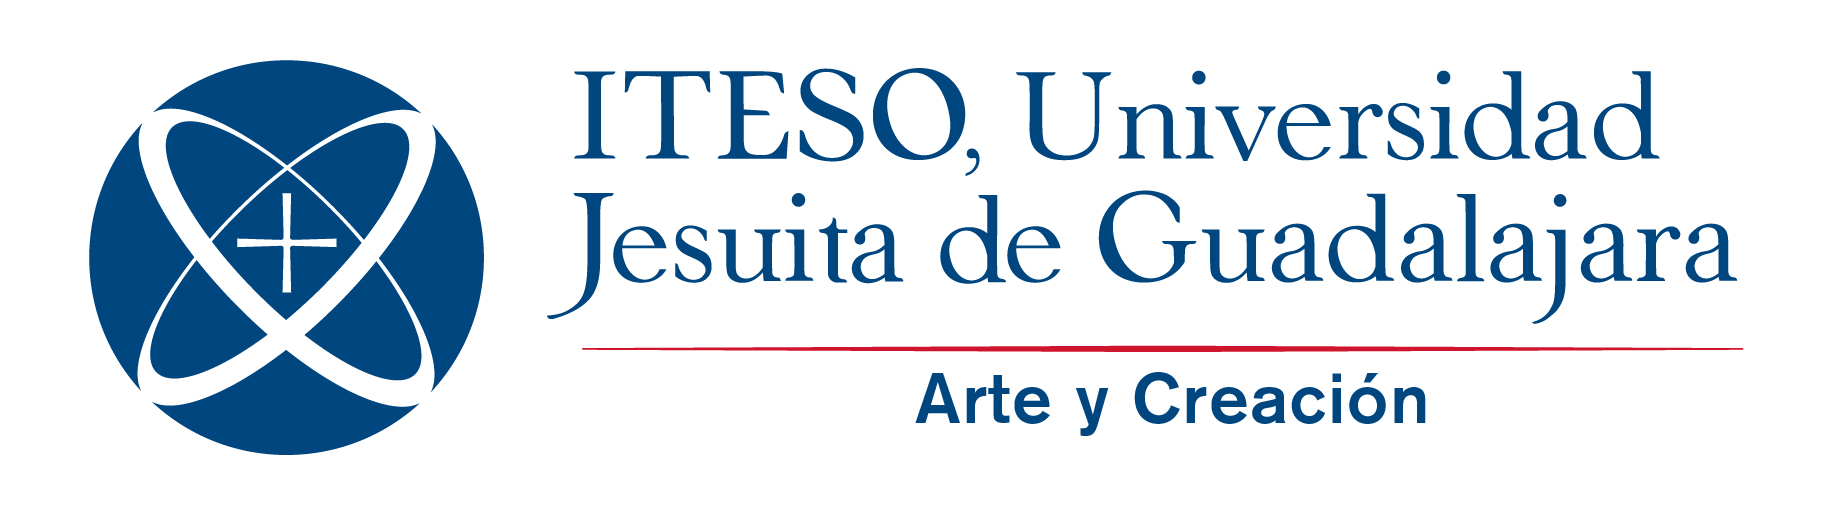 ITESO, Universidad
Jesuita de Guadalajara
Arte y Creación